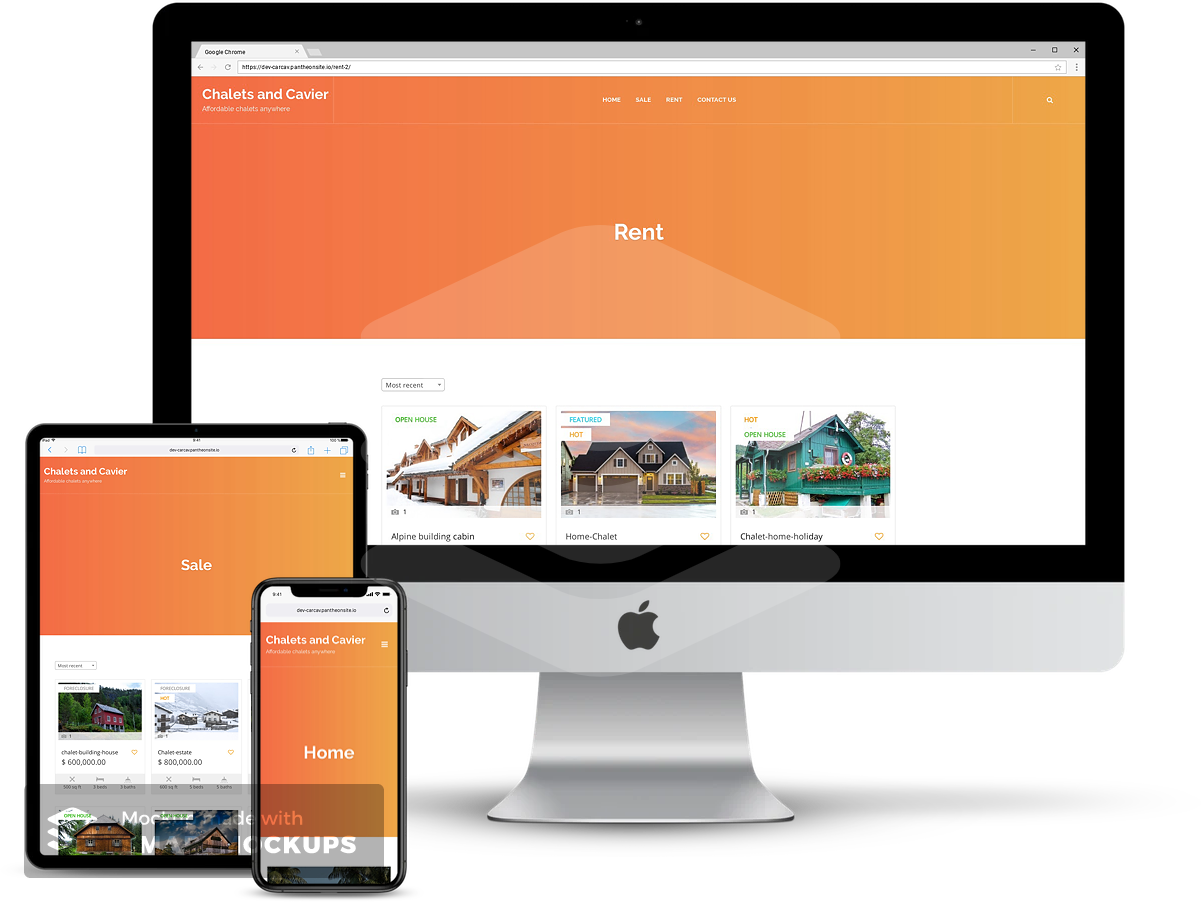 Google Chrome
https://dev-carcav.pantheonsite.io/rent-2/
Chalets and Cavier
Affordable chalets anywhere
HOME SALE RENT CONTACT US
Rent
Most recent
OPEN HOUSE
1
Alpine building cabin
FEATURED
HOT
1
Home-Chalet
HOT
OPEN HOUSE
1
Chalet-home-holiday
iPad 9:41 100%
dev-carcav.pantheonsite.io
Chalets and Cavier
Affordable chalets anywhere
Sale
Most recent
FORECLOSURE
1
chalet-building-house
$ 600,000.00
500 sq ft 3 beds 3 baths
FORECLOSURE
HOT
1
Chalet-estate
$ 800,000.00
500 sq ft 5 beds 5 baths
OPEN HOUSE
OPEN HOUSE
9:41
dev-carcav.pantheonsite.io
Chalets and Cavier
Affordable chalets anywhere
Home
with